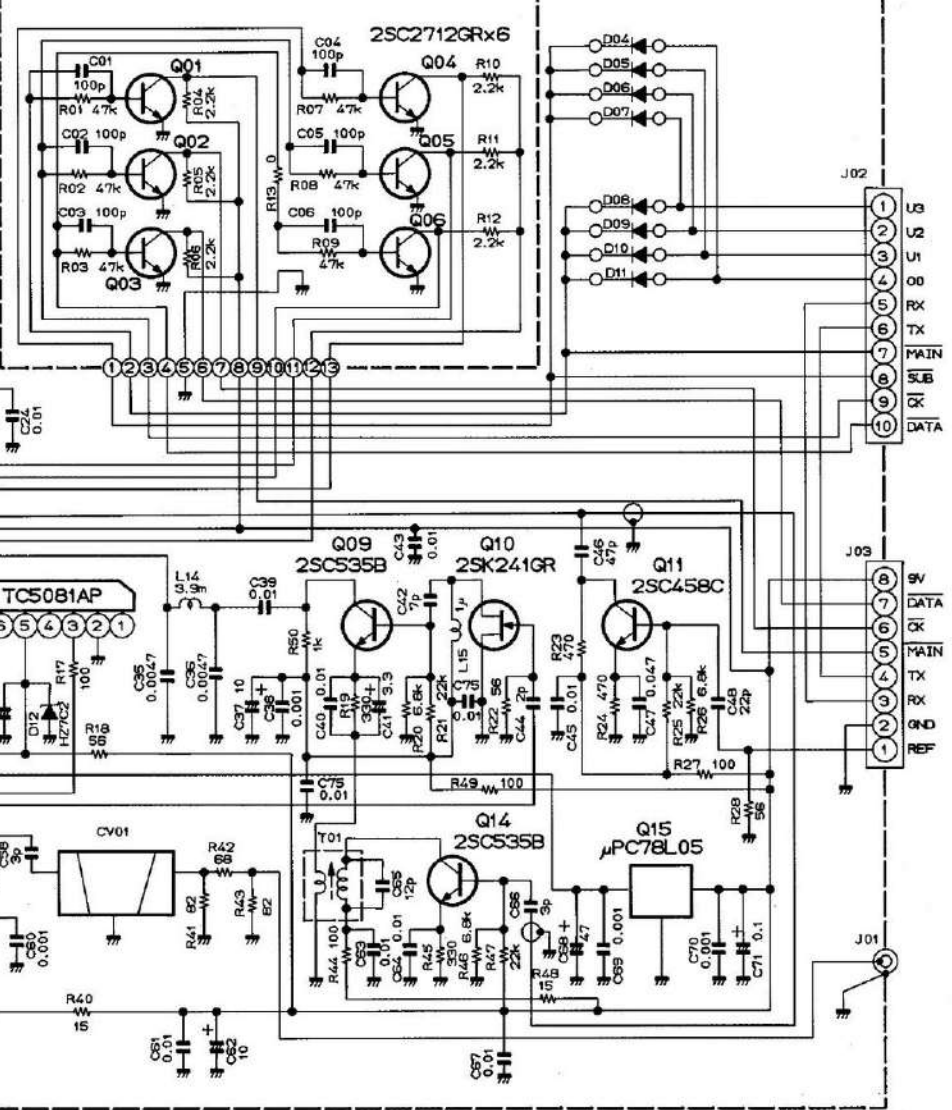 2SC2712GRx6
C01
100p
R01 47k
Q01
R04
2.2k
C02 100p
R02 47k
Q02
R05
2.2k
C03 100p
R03 47k
Q03
R06
2.2k
R13 0
C04
100p
R07 47k
Q04
R10
2.2k
C05 100p
R08 47k
Q05
R11
2.2k
C06 100p
R09
47k
Q06
R12
2.2k
1 2 3 4 5 6 7 8 9 10 11 12 13
D04
D05
D06
D07
D08
D09
D10
D11
J02
1 U3
2 U2
3 U1
4 00
5 RX
6 TX
7 MAIN
8 SUB
9 CK
10 DATA
C24
0.01
TC5081AP
6 5 4 3 2 1
L14
3.9m
C39
0.01
Q09
2SC535B
C43
0.01
Q10
2SK241GR
C46
47p
Q11
2SC458C
J03
8 9V
7 DATA
6 CK
5 MAIN
4 TX
3 RX
2 GND
1 REF
C42
7p
1μ
L15
R50
1k
R23
470
R17
100
C35
0.0047
C36
0.0047
C37 10
C38
0.001
C40 0.01
R19
330
C41 3.3
R20 6.8k
R21 22k
C75
0.01
R22 56
C44 2p
C45 0.01
R24 470
C47 0.047
R25 22k
R26 6.8k
C48
22p
D12
HZ7C2
R18
56
C75
0.01
R49 100
R27 100
R28
56
C58
3p
CV01
R42
68
R41 82
R43
82
T01
Q14
2SC535B
C65
12p
C66
3p
Q15
μPC78L05
C60
0.001
R44 100
C63
0.01
C64 0.01
R45
330
R46 6.8k
R47
22k
C68 47
C69 0.001
C70
0.001
C71 0.1
J01
R48
15
R40
15
C61
0.01
C62
10
C67
0.01